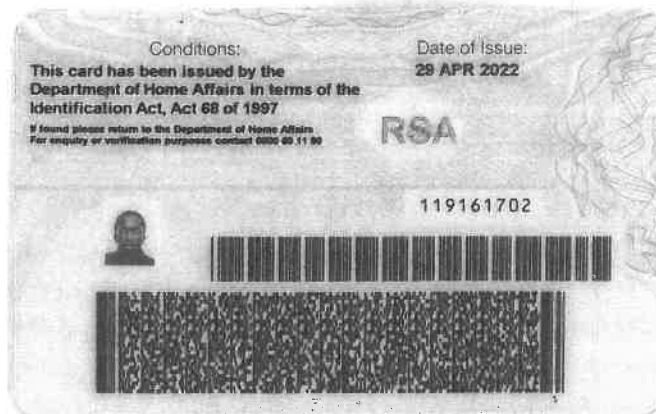 Conditions:
This card has been issued by the
Department of Home Affairs in terms of the
Identification Act, Act 68 of 1997
If found please return to the Department of Home Affairs
For enquiry or verification purposes contact 0800 60 11 90
Date of Issue:
29 APR 2022
RSA
119161702